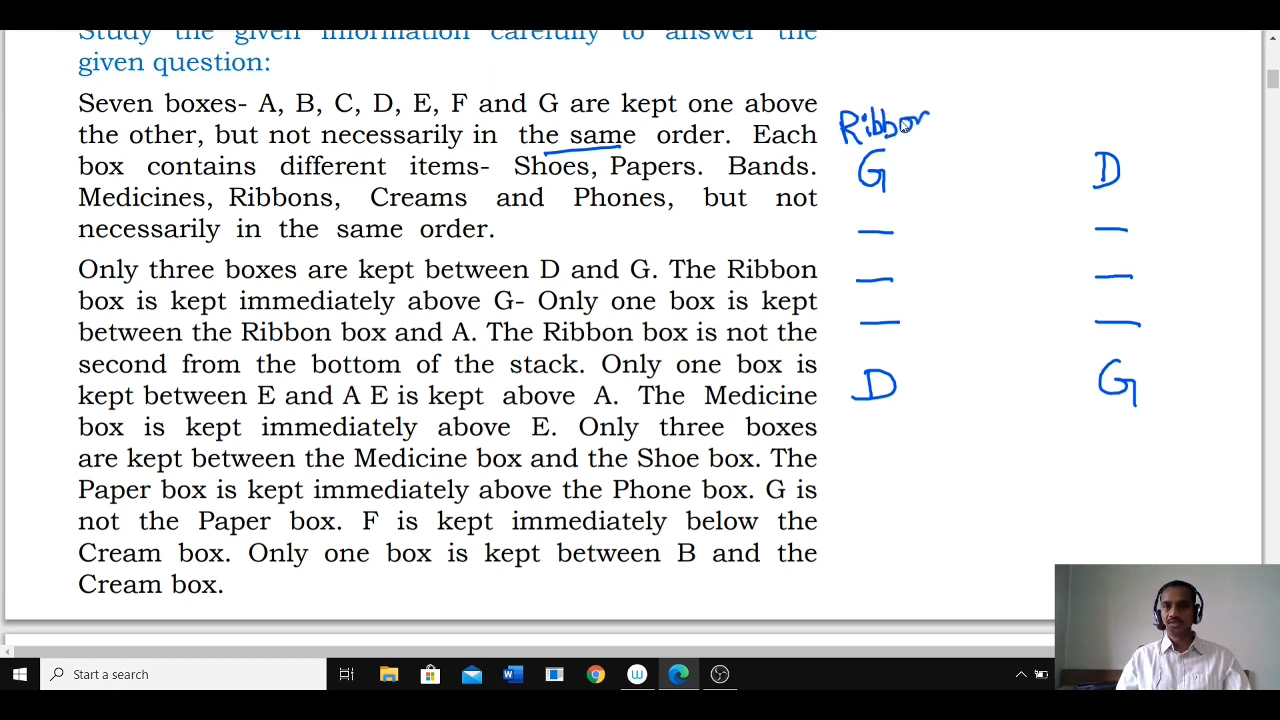 Study the given information carefully to answer the
given question:
Seven boxes- A, B, C, D, E, F and G are kept one above
the other, but not necessarily in the same order. Each
box contains different items- Shoes, Papers. Bands.
Medicines, Ribbons, Creams and Phones, but not
necessarily in the same order.
Only three boxes are kept between D and G. The Ribbon
box is kept immediately above G- Only one box is kept
between the Ribbon box and A. The Ribbon box is not the
second from the bottom of the stack. Only one box is
kept between E and A E is kept above A. The Medicine
box is kept immediately above E. Only three boxes
are kept between the Medicine box and the Shoe box. The
Paper box is kept immediately above the Phone box. G is
not the Paper box. F is kept immediately below the
Cream box. Only one box is kept between B and the
Cream box.
Ribbon
G D
D G
Start a search